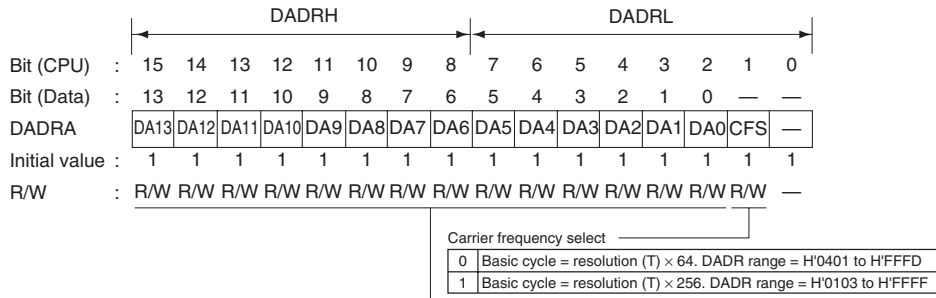 DADRH DADRL
Bit (CPU) : 15 14 13 12 11 10 9 8 7 6 5 4 3 2 1 0
Bit (Data) : 13 12 11 10 9 8 7 6 5 4 3 2 1 0 — —
DADRA DA13 DA12 DA11 DA10 DA9 DA8 DA7 DA6 DA5 DA4 DA3 DA2 DA1 DA0 CFS —
Initial value : 1 1 1 1 1 1 1 1 1 1 1 1 1 1 1 1
R/W : R/W R/W R/W R/W R/W R/W R/W R/W R/W R/W R/W R/W R/W R/W R/W —
Carrier frequency select
0 Basic cycle = resolution (T) × 64. DADR range = H'0401 to H'FFFD
1 Basic cycle = resolution (T) × 256. DADR range = H'0103 to H'FFFF